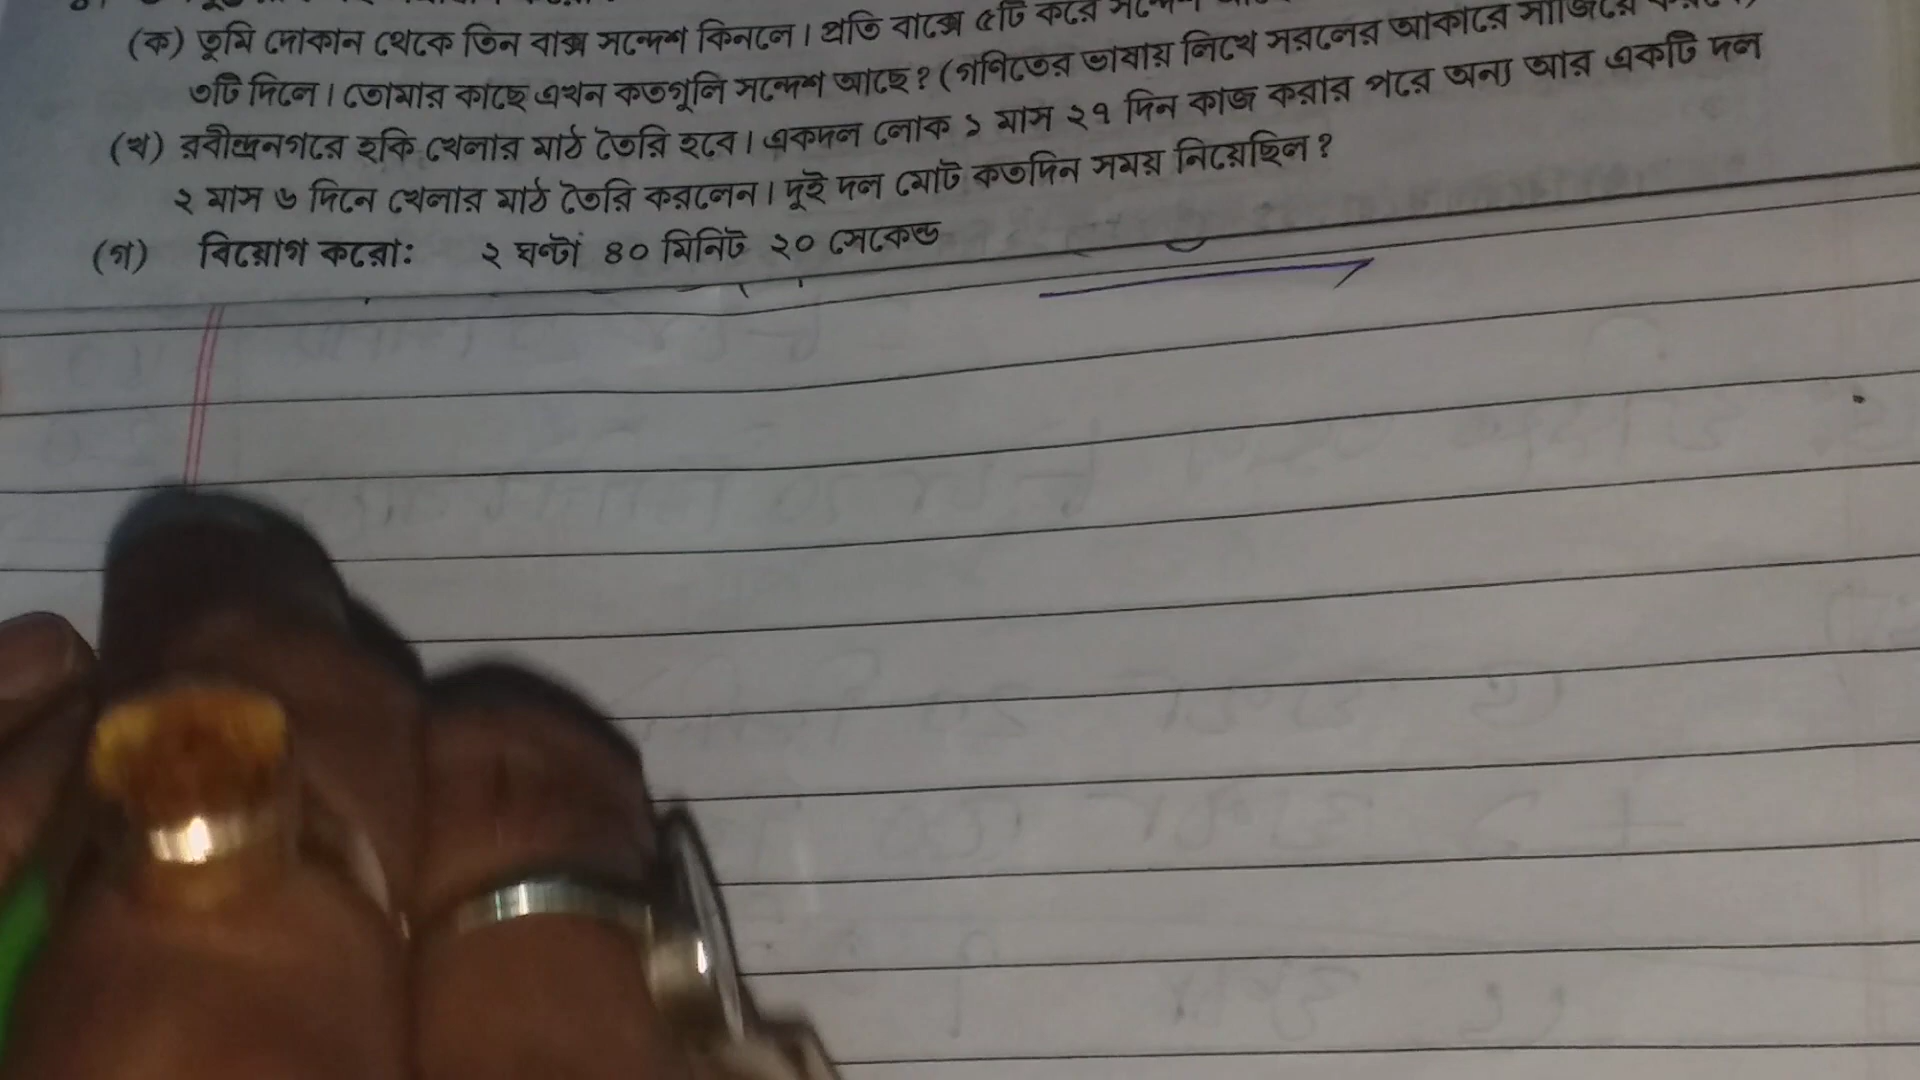 (ক) তুমি দোকান থেকে তিন বাক্স সন্দেশ কিনলে। প্রতি বাক্সে ৫টি করে
৩টি দিলে। তোমার কাছে এখন কতগুলি সন্দেশ আছে? (গণিতের ভাষায় লিখে সরলের আকারে সাজিয়ে
(খ) রবীন্দ্রনগরে হকি খেলার মাঠ তৈরি হবে। একদল লোক ১ মাস ২৭ দিন কাজ করার পরে অন্য আর একটি দল
২ মাস ৬ দিনে খেলার মাঠ তৈরি করলেন। দুই দল মোট কতদিন সময় নিয়েছিল?
(গ) বিয়োগ করো: ২ ঘন্টা ৪০ মিনিট ২০ সেকেন্ড